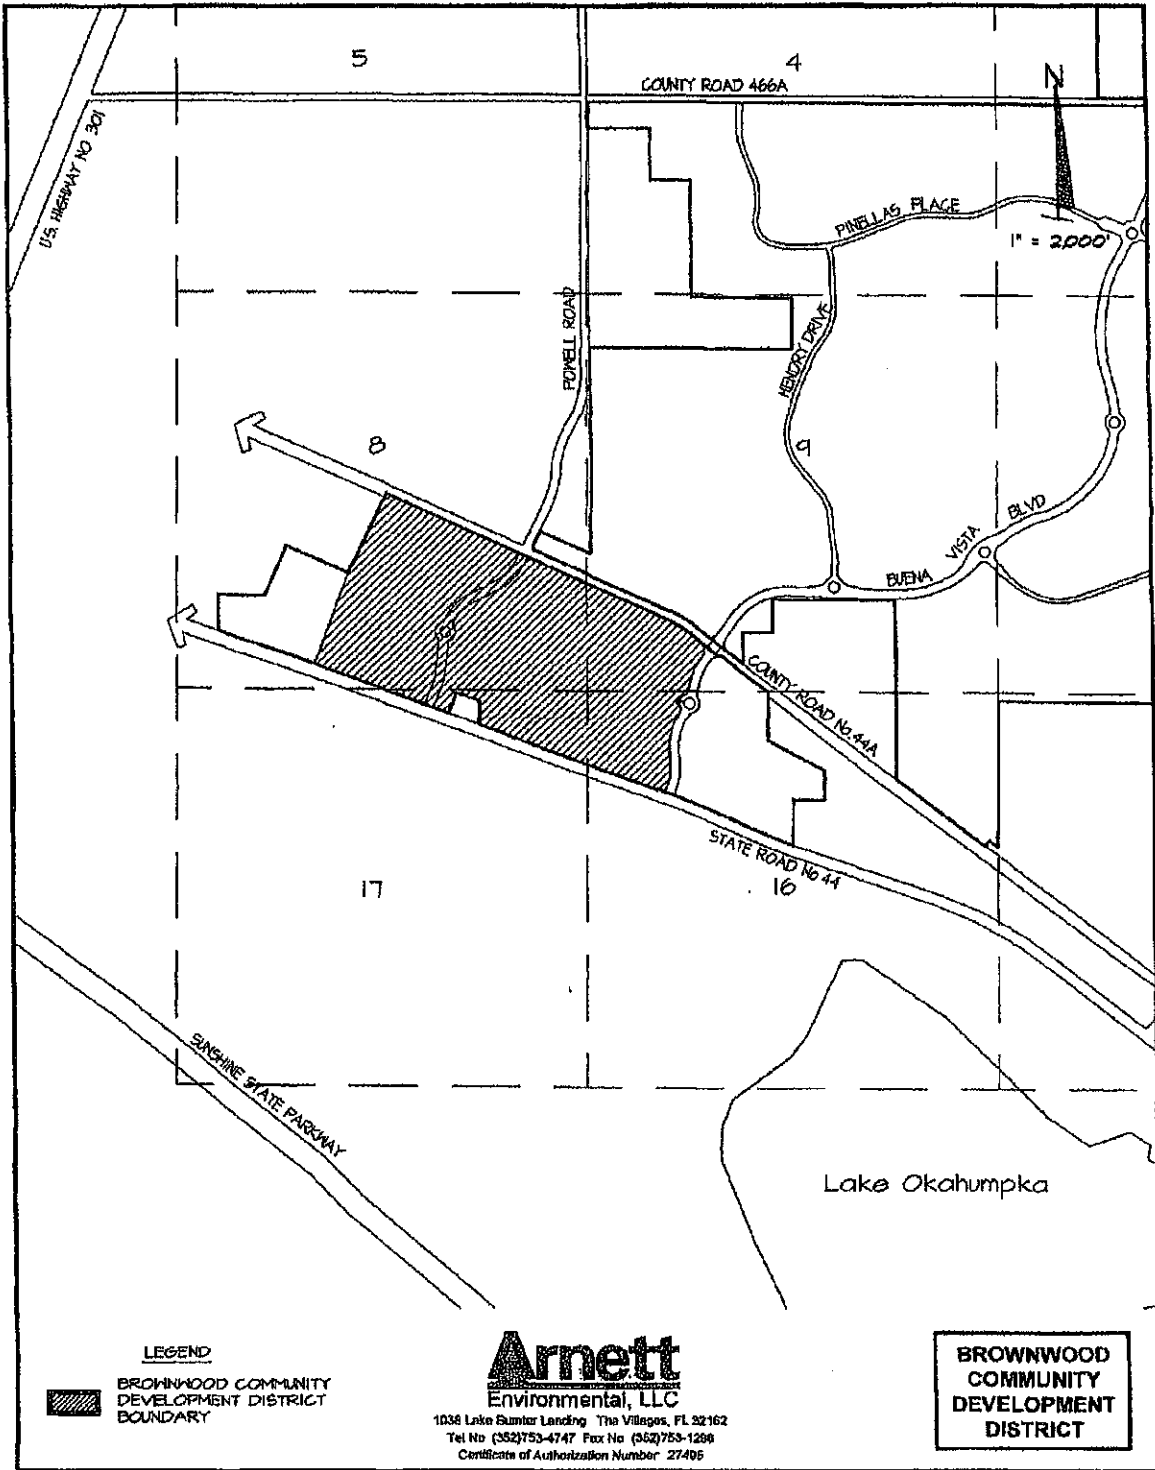 5
4
COUNTY ROAD 466A
N
U.S. HIGHWAY NO 301
PINELLAS PLACE
1" = 2,000'
POWELL ROAD
HENDRY DRIVE
8
9
BUENA
VISTA
BLVD
COUNTY ROAD No.44A
STATE ROAD No 44
17
16
SUNSHINE STATE PARKWAY
Lake Okahumpka
LEGEND
BROWNWOOD COMMUNITY
DEVELOPMENT DISTRICT
BOUNDARY
Arnett
Environmental, LLC
1038 Lake Sumter Landing The Villages, FL 32162
Tel No (352)753-4747 Fax No (352)753-1296
Certificate of Authorization Number 27495
BROWNWOOD
COMMUNITY
DEVELOPMENT
DISTRICT